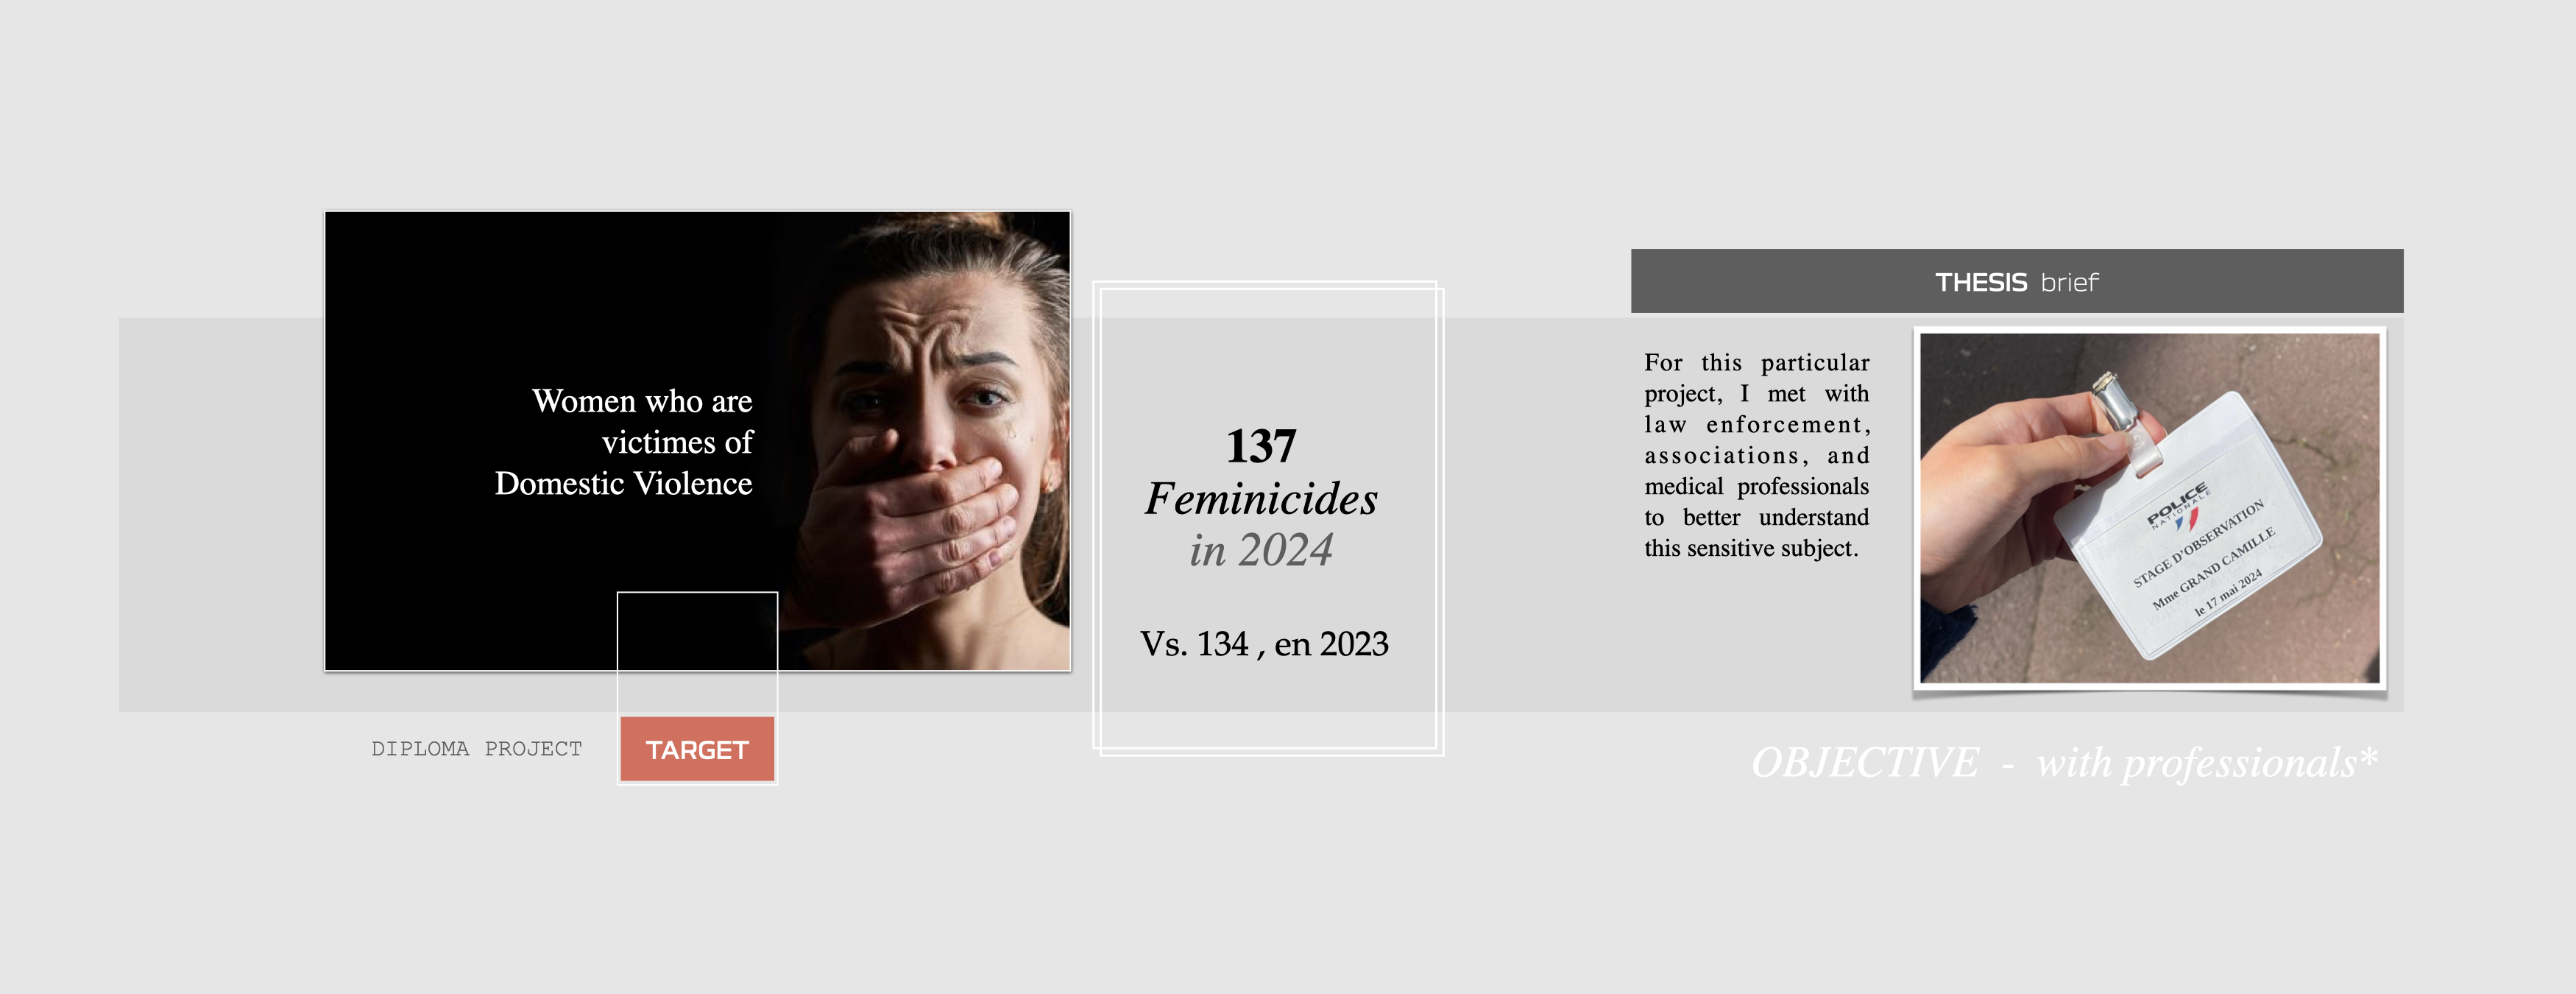 Women who are
victimes of
Domestic Violence
DIPLOMA PROJECT
TARGET
137
Feminicides
in 2024
Vs. 134 , en 2023
THESIS brief
For this particular
project, I met with
law enforcement,
associations, and
medical professionals
to better understand
this sensitive subject.
POLICE
NATIONALE
STAGE D'OBSERVATION
Mme GRAND CAMILLE
le 17 mai 2024
OBJECTIVE - with professionals*